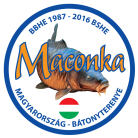 BBHE 1987 - 2016 BSHE
Maconka
MAGYARORSZÁG - BÁTONYTERENYE